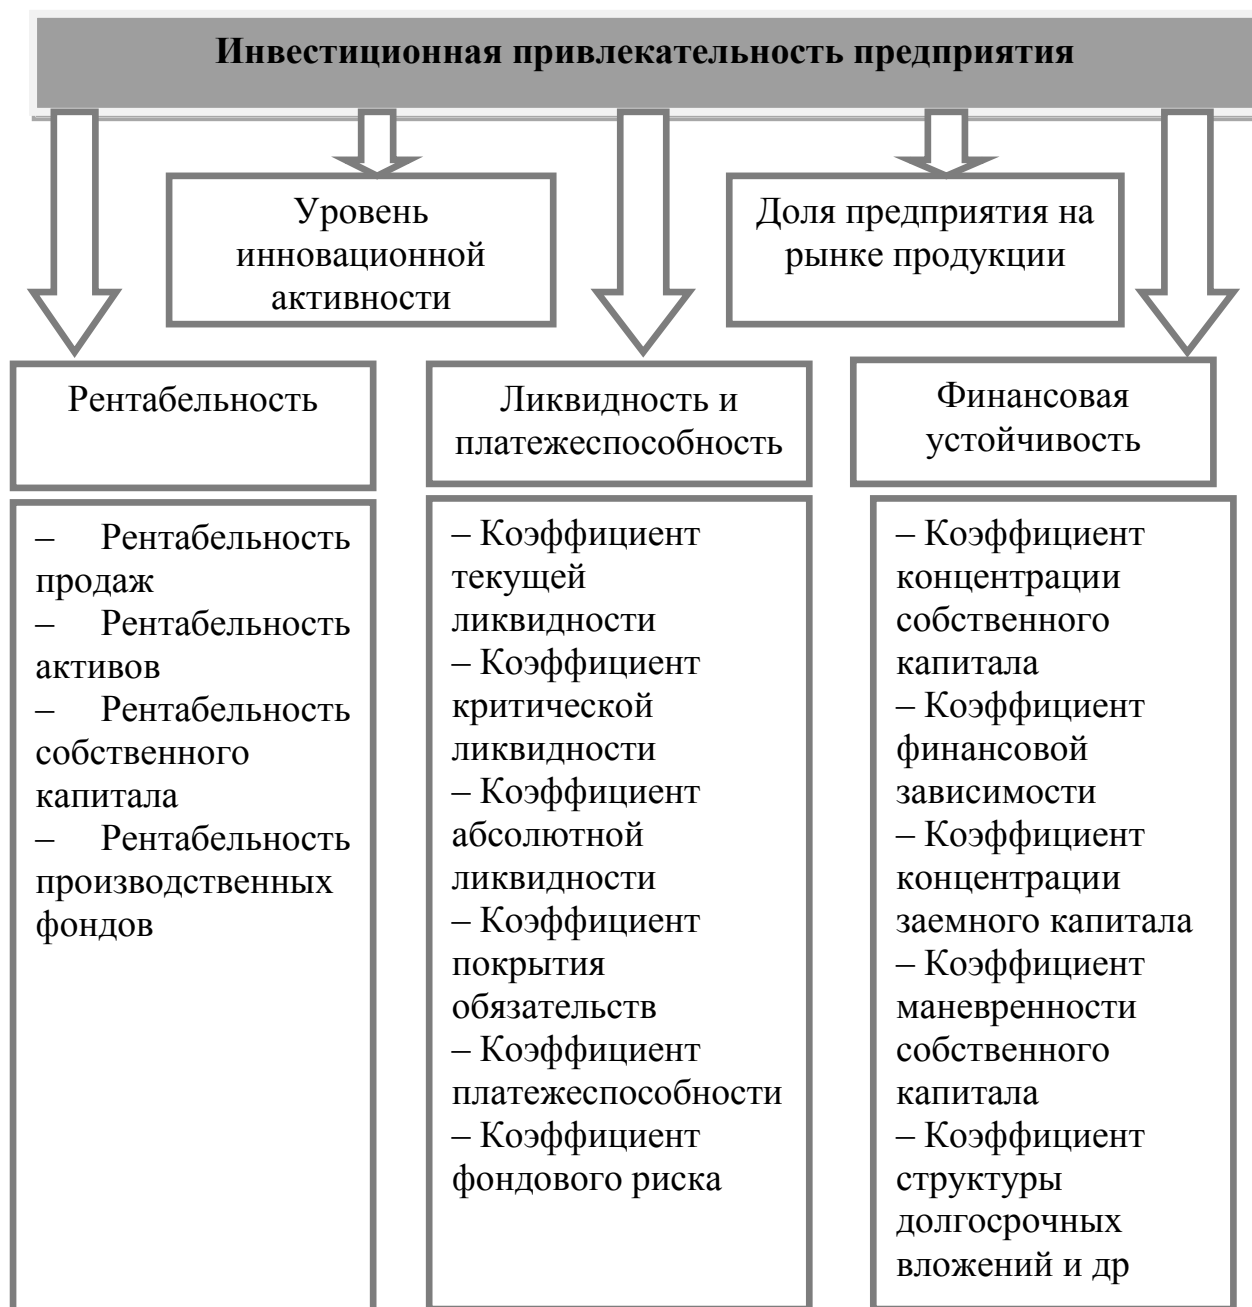 Инвестиционная привлекательность предприятия
Уровень
инновационной
активности
Доля предприятия на
рынке продукции
Рентабельность
Ликвидность и
платежеспособность
Финансовая
устойчивость
– Рентабельность
продаж
– Рентабельность
активов
– Рентабельность
собственного
капитала
– Рентабельность
производственных
фондов
– Коэффициент
текущей
ликвидности
– Коэффициент
критической
ликвидности
– Коэффициент
абсолютной
ликвидности
– Коэффициент
покрытия
обязательств
– Коэффициент
платежеспособности
– Коэффициент
фондового риска
– Коэффициент
концентрации
собственного
капитала
– Коэффициент
финансовой
зависимости
– Коэффициент
концентрации
заемного капитала
– Коэффициент
маневренности
собственного
капитала
– Коэффициент
структуры
долгосрочных
вложений и др